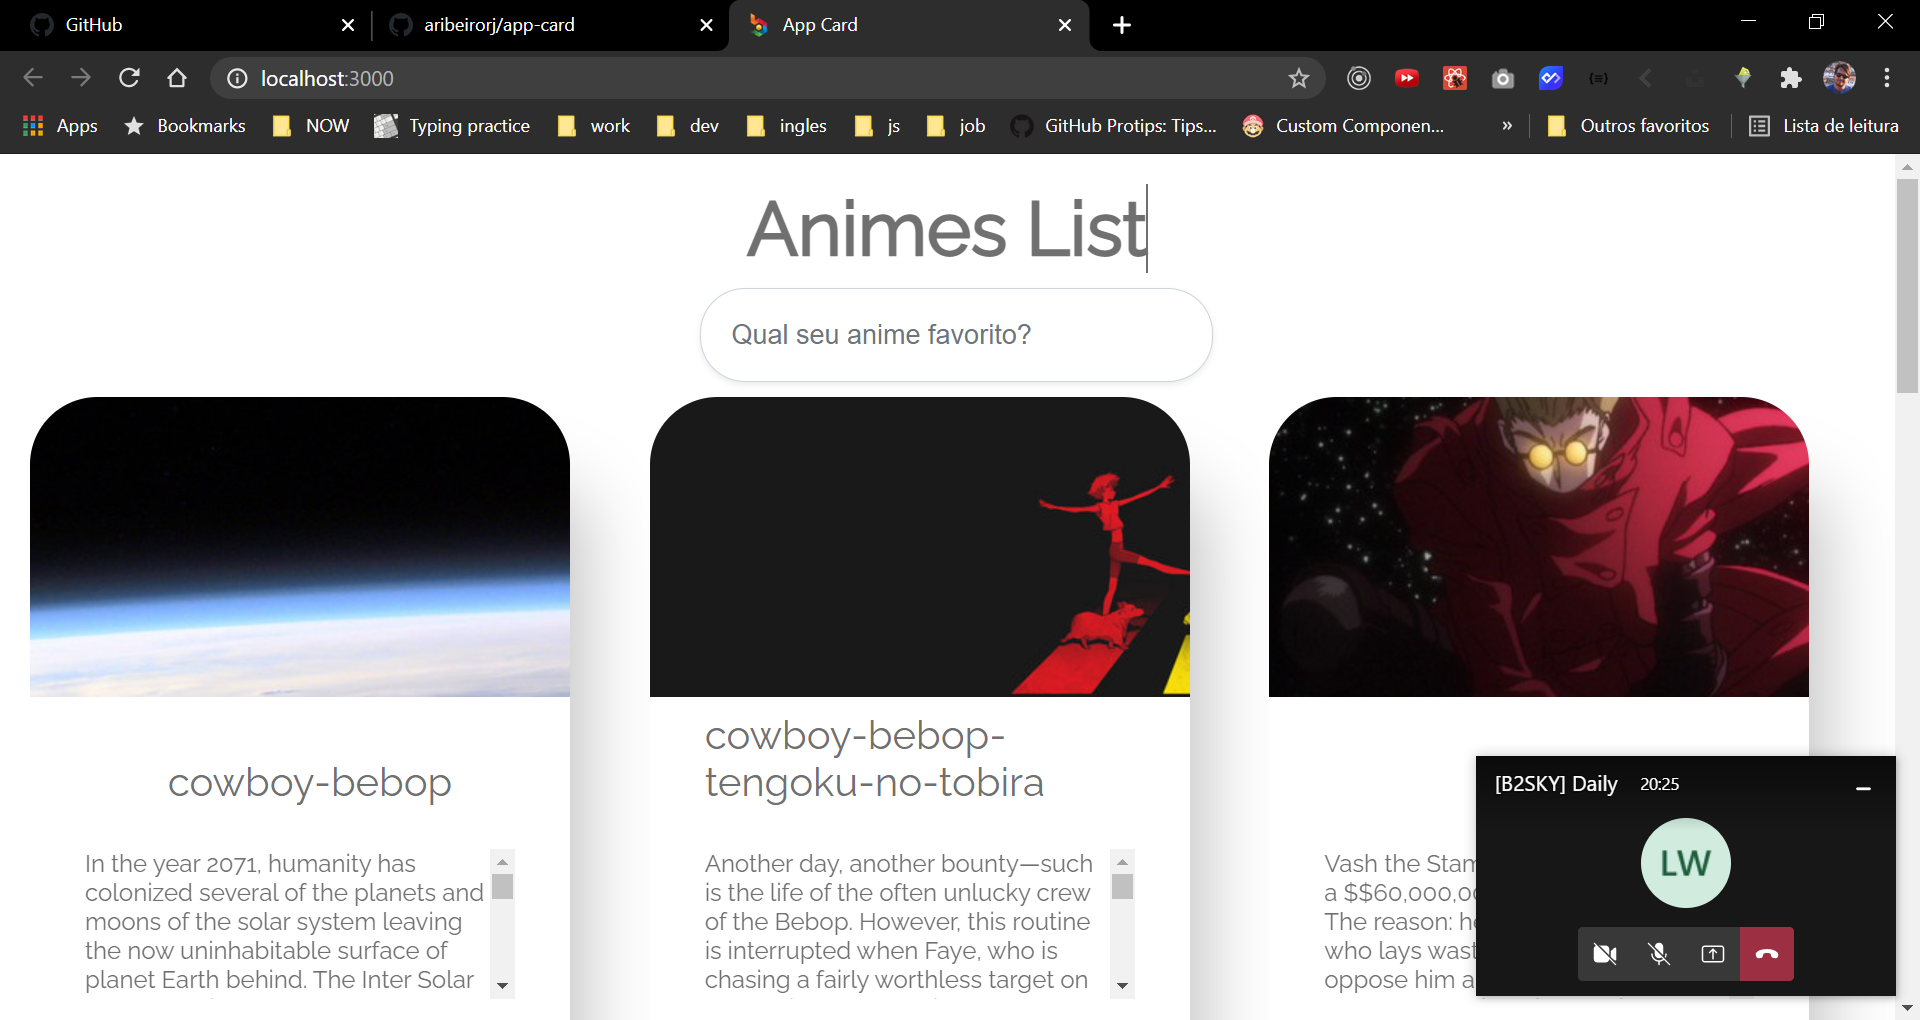 GitHub
aribeirorj/app-card
App Card
localhost:3000
Apps
Bookmarks
NOW
Typing practice
work
dev
ingles
js
job
GitHub Protips: Tips...
Custom Componen...
»
Outros favoritos
Lista de leitura
Animes List
Qual seu anime favorito?
cowboy-bebop
In the year 2071, humanity has
colonized several of the planets and
moons of the solar system leaving
the now uninhabitable surface of
planet Earth behind. The Inter Solar
cowboy-bebop-
tengoku-no-tobira
Another day, another bounty—such
is the life of the often unlucky crew
of the Bebop. However, this routine
is interrupted when Faye, who is
chasing a fairly worthless target on
Vash the Stam
a $$60,000,00
The reason: he
who lays wast
oppose him a
[B2SKY] Daily 20:25
LW